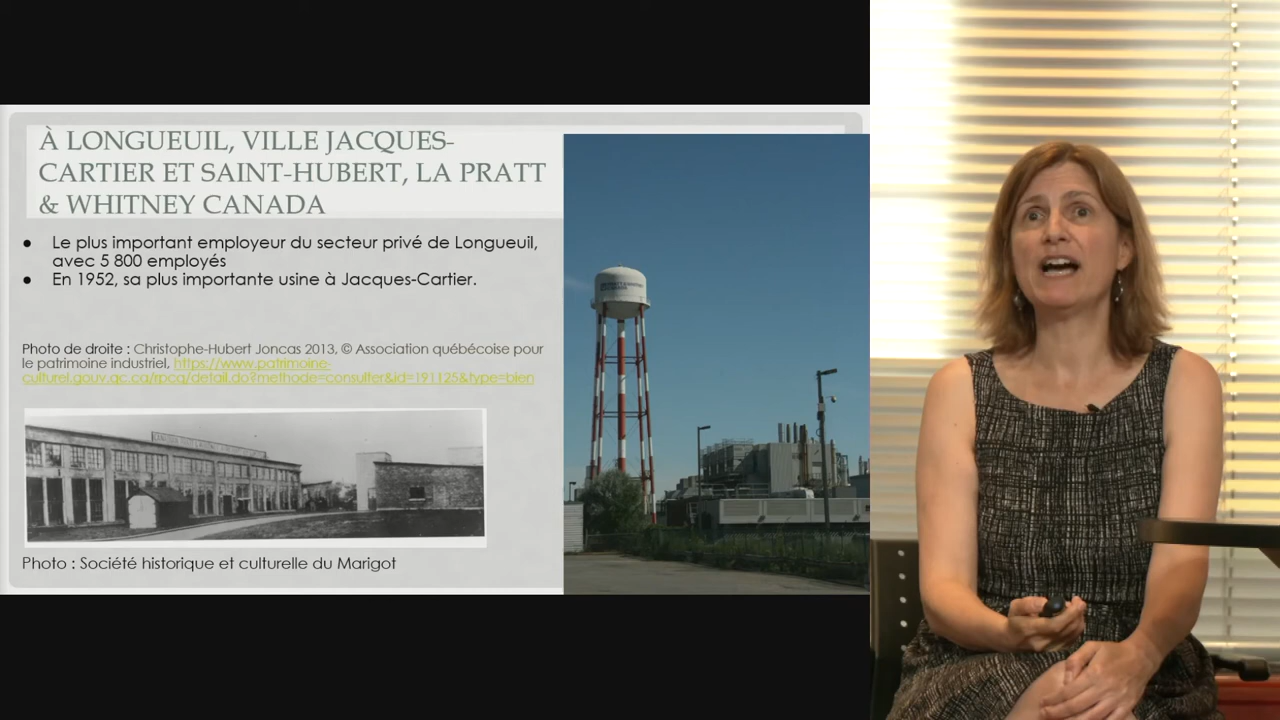 À LONGUEUIL, VILLE JACQUES-
CARTIER ET SAINT-HUBERT, LA PRATT
& WHITNEY CANADA
● Le plus important employeur du secteur privé de Longueuil,
avec 5 800 employés
● En 1952, sa plus importante usine à Jacques-Cartier.
Photo de droite : Christophe-Hubert Joncas 2013, © Association québécoise pour
le patrimoine industriel, https://www.patrimoine-
culturel.gouv.qc.ca/rpcq/detail.do?methode=consulter&id=191125&type=bien
Photo : Société historique et culturelle du Marigot